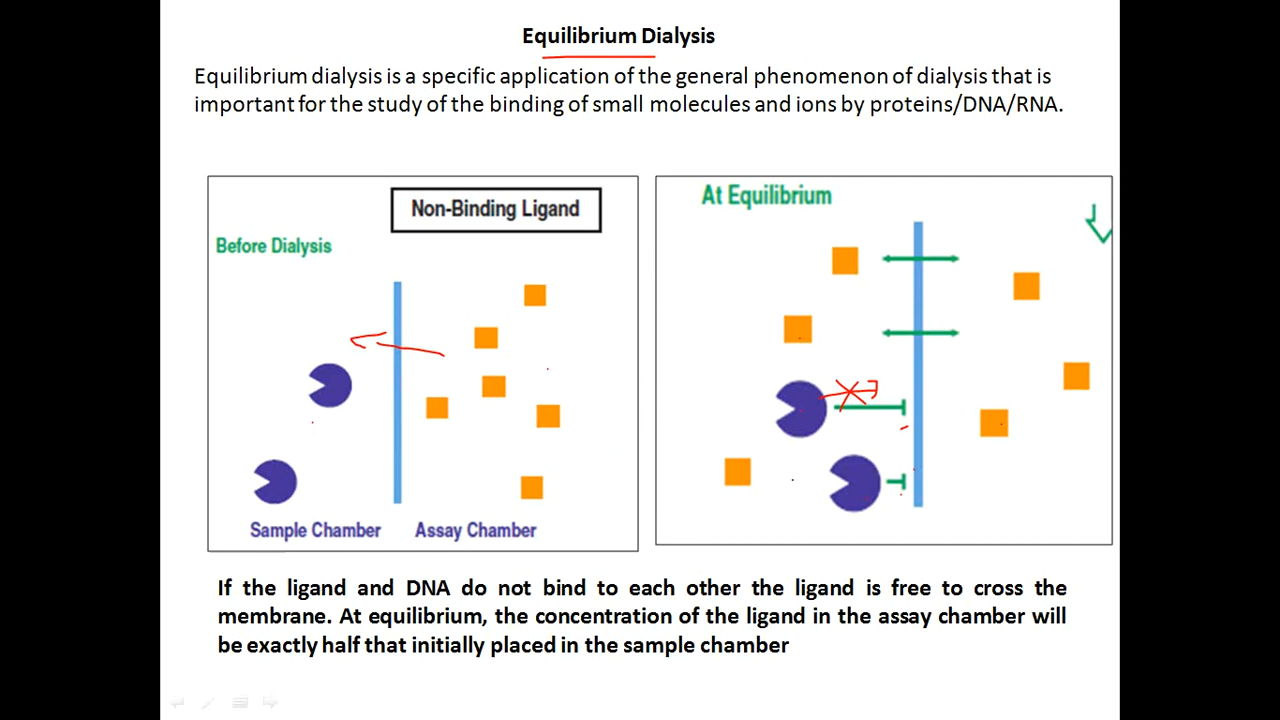 Equilibrium Dialysis
Equilibrium dialysis is a specific application of the general phenomenon of dialysis that is
important for the study of the binding of small molecules and ions by proteins/DNA/RNA.
Non-Binding Ligand
Before Dialysis
Sample Chamber
Assay Chamber
At Equilibrium
If the ligand and DNA do not bind to each other the ligand is free to cross the
membrane. At equilibrium, the concentration of the ligand in the assay chamber will
be exactly half that initially placed in the sample chamber